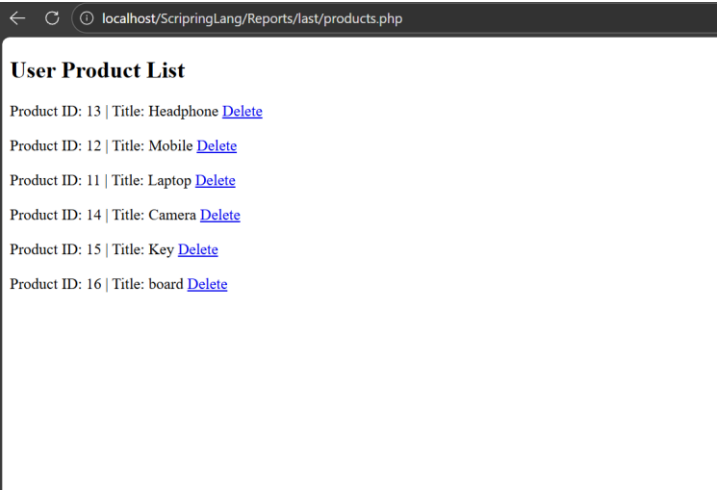 localhost/ScripringLang/Reports/last/products.php
User Product List
Product ID: 13 | Title: Headphone Delete
Product ID: 12 | Title: Mobile Delete
Product ID: 11 | Title: Laptop Delete
Product ID: 14 | Title: Camera Delete
Product ID: 15 | Title: Key Delete
Product ID: 16 | Title: board Delete